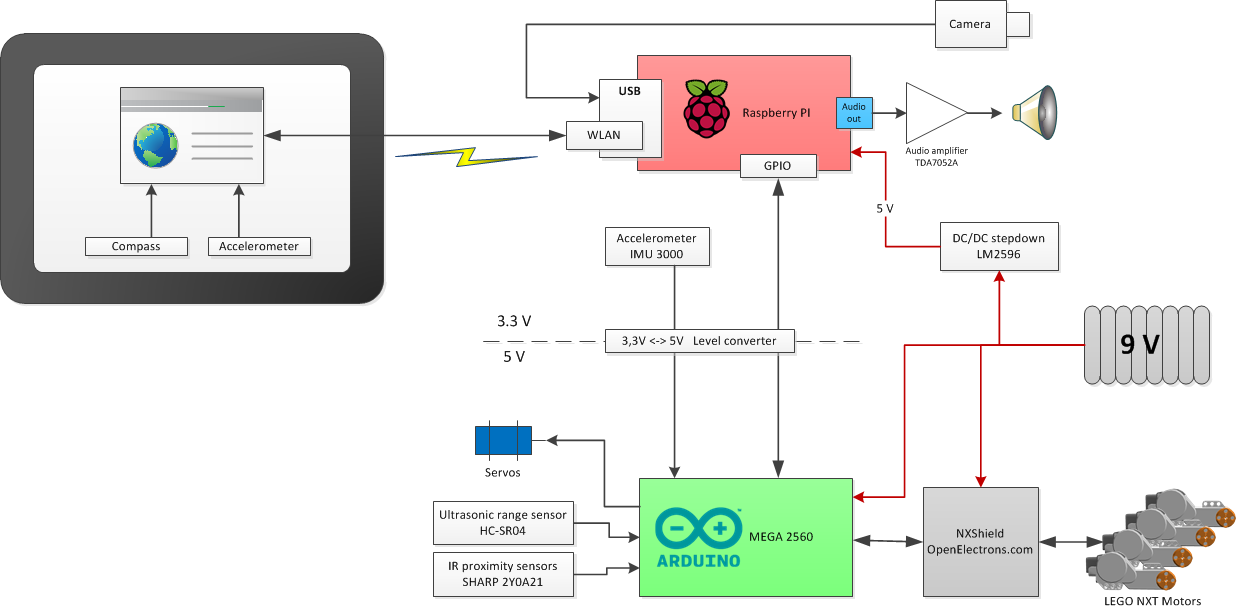 Camera
USB
WLAN
Raspberry PI
Audio
out
GPIO
Audio amplifier
TDA7052A
5 V
Compass
Accelerometer
Accelerometer
IMU 3000
DC/DC stepdown
LM2596
3.3 V
3,3V <-> 5V Level converter
5 V
9 V
Servos
Ultrasonic range sensor
HC-SR04
IR proximity sensors
SHARP 2Y0A21
ARDUINO
™
MEGA 2560
NXShield
OpenElectrons.com
LEGO NXT Motors